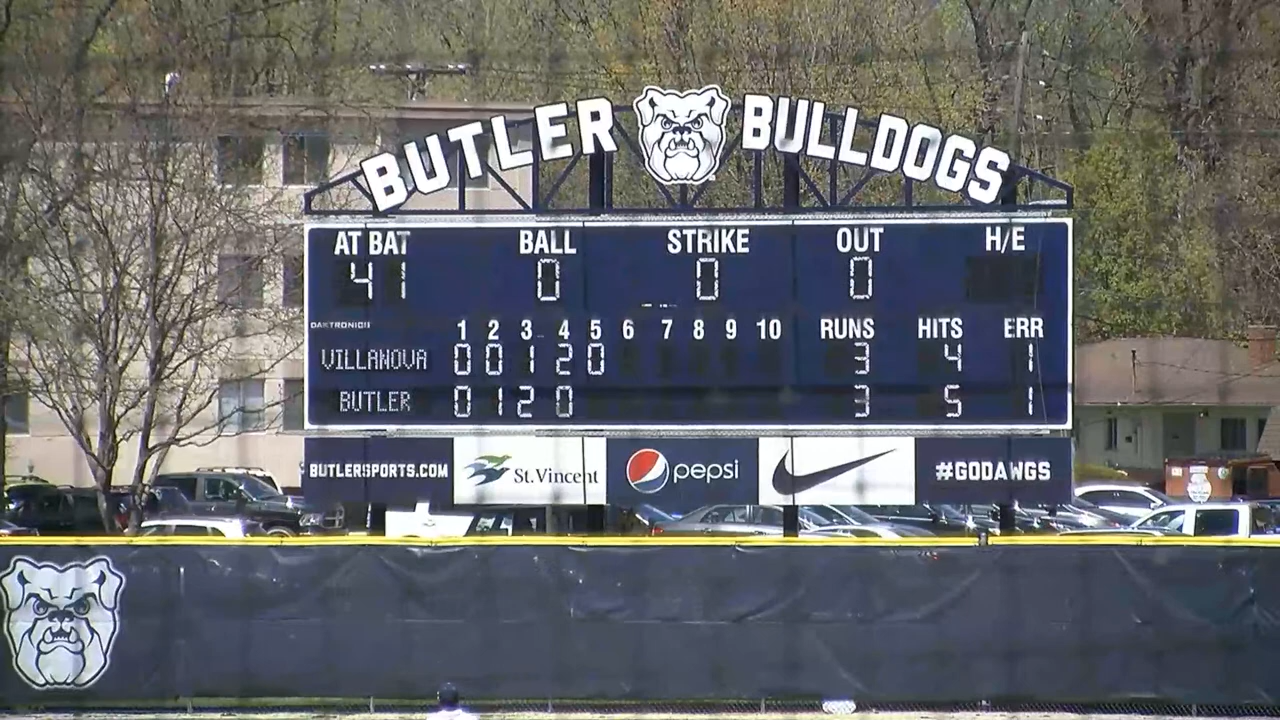 BUTLER BULLDOGS
AT BAT BALL STRIKE OUT H/E
41 0 0 0
DAKTRONICS 1 2 3 4 5 6 7 8 9 10 RUNS HITS ERR
VILLANOVA 0 0 1 2 0 3 4 1
BUTLER 0 1 2 0 3 5 1
BUTLERSPORTS.COM St.Vincent pepsi #GODAWGS